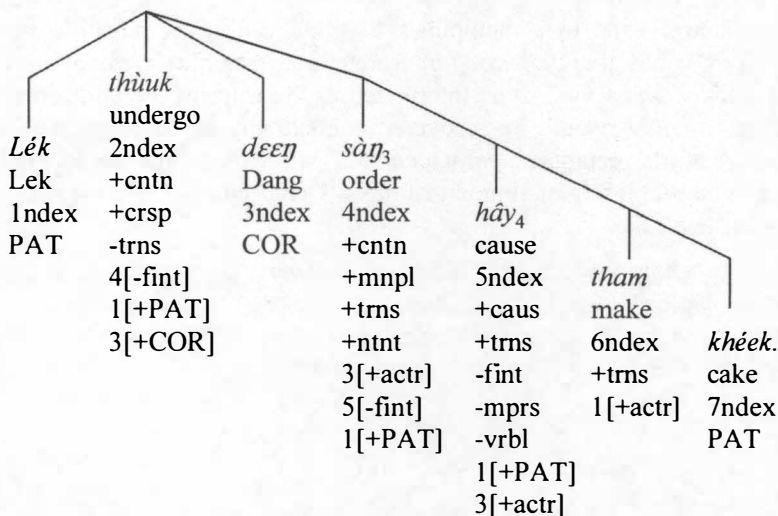 Lék
Lek
1ndex
PAT
thùuk
undergo
2ndex
+cntn
+crsp
-trns
4[-fint]
1[+PAT]
3[+COR]
dɛɛŋ
Dang
3ndex
COR
sàŋ₃
order
4ndex
+cntn
+mnpl
+trns
+ntnt
3[+actr]
5[-fint]
1[+PAT]
hây₄
cause
5ndex
+caus
+trns
-fint
-mprs
-vrbl
1[+PAT]
3[+actr]
tham
make
6ndex
+trns
1[+actr]
khéek.
cake
7ndex
PAT